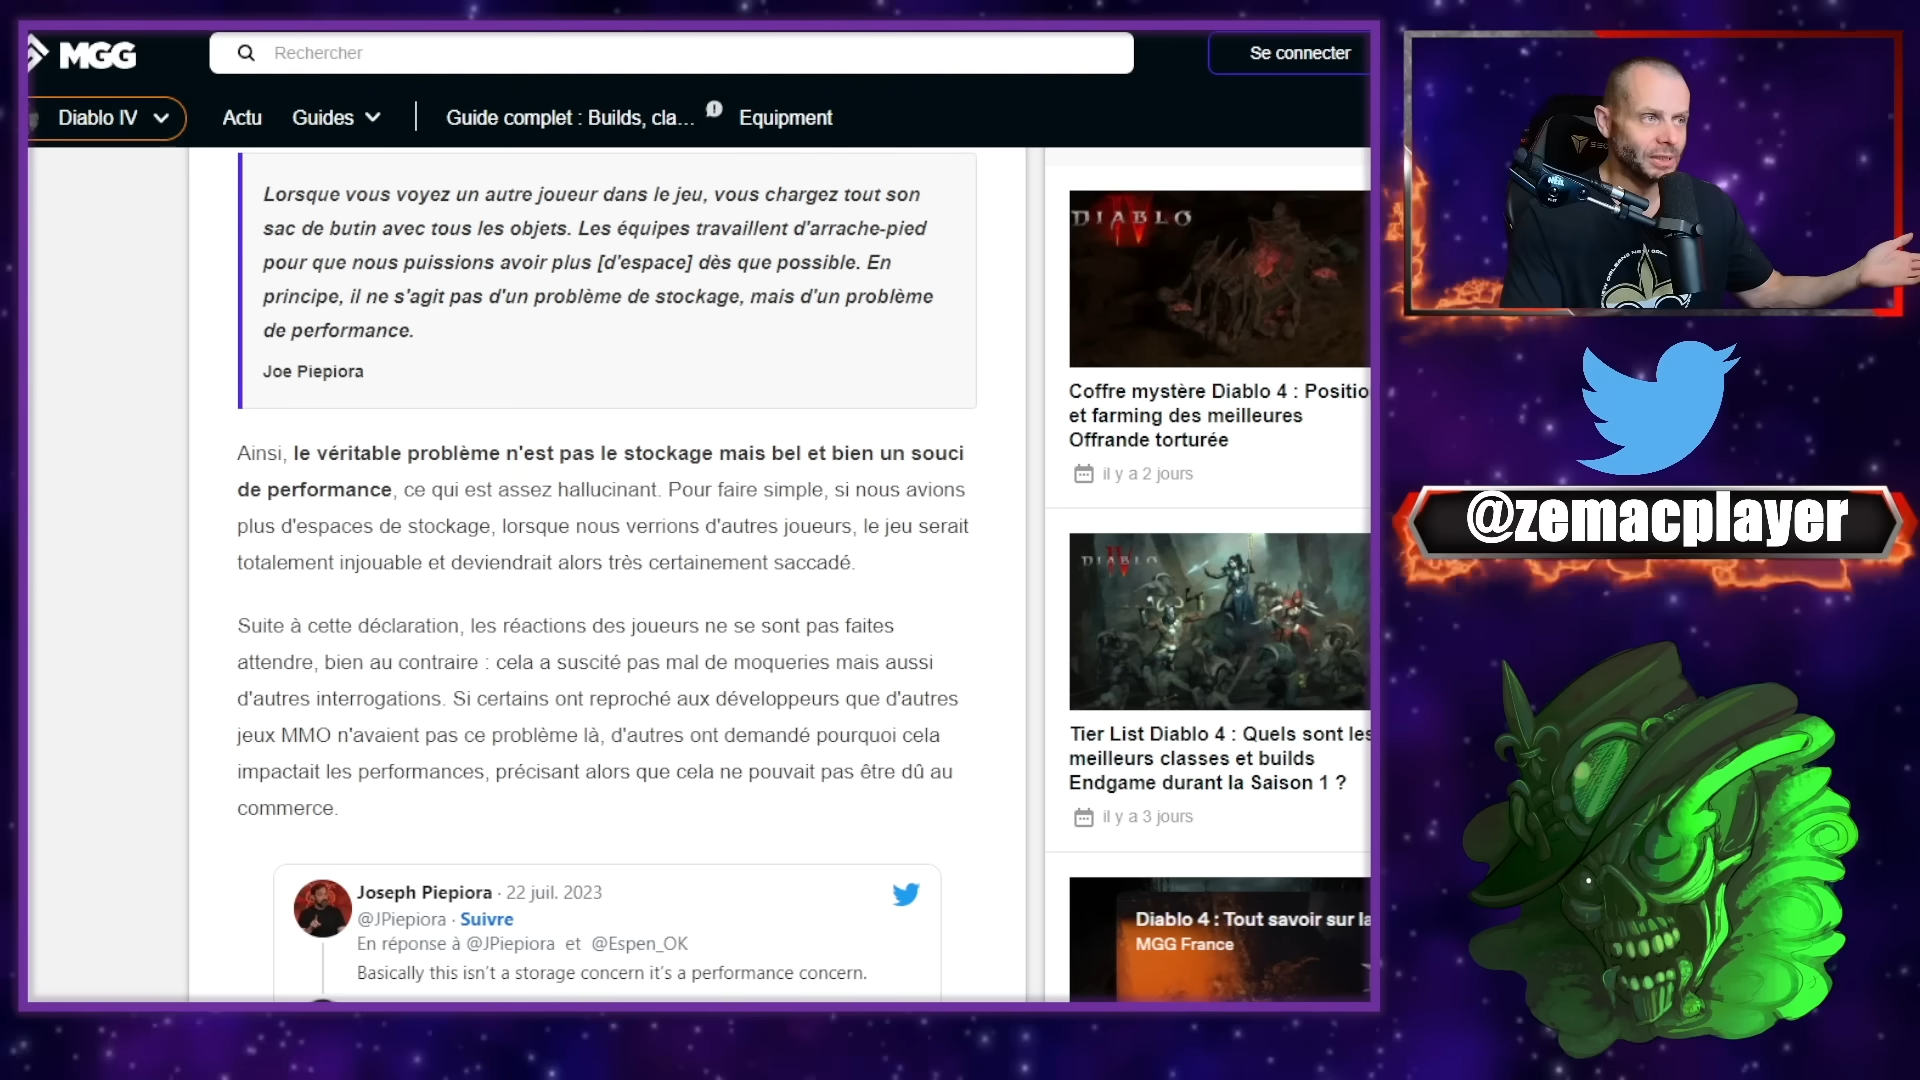 MGG
Rechercher
Se connecter
Diablo IV
Actu
Guides
Guide complet : Builds, cla...
Equipment
Lorsque vous voyez un autre joueur dans le jeu, vous chargez tout son
sac de butin avec tous les objets. Les équipes travaillent d'arrache-pied
pour que nous puissions avoir plus [d'espace] dès que possible. En
principe, il ne s'agit pas d'un problème de stockage, mais d'un problème
de performance.
Joe Piepiora
Ainsi, le véritable problème n'est pas le stockage mais bel et bien un souci
de performance, ce qui est assez hallucinant. Pour faire simple, si nous avions
plus d'espaces de stockage, lorsque nous verrions d'autres joueurs, le jeu serait
totalement injouable et deviendrait alors très certainement saccadé.
Suite à cette déclaration, les réactions des joueurs ne se sont pas faites
attendre, bien au contraire : cela a suscité pas mal de moqueries mais aussi
d'autres interrogations. Si certains ont reproché aux développeurs que d'autres
jeux MMO n'avaient pas ce problème là, d'autres ont demandé pourquoi cela
impactait les performances, précisant alors que cela ne pouvait pas être dû au
commerce.
Joseph Piepiora · 22 juil. 2023
@JPiepiora · Suivre
En réponse à @JPiepiora et @Espen_OK
Basically this isn't a storage concern it's a performance concern.
DIABLO IV
Coffre mystère Diablo 4 : Positio
et farming des meilleures
Offrande torturée
il y a 2 jours
DIABLO IV
Tier List Diablo 4 : Quels sont les
meilleurs classes et builds
Endgame durant la Saison 1 ?
il y a 3 jours
Diablo 4 : Tout savoir sur la
MGG France
@zemacplayer